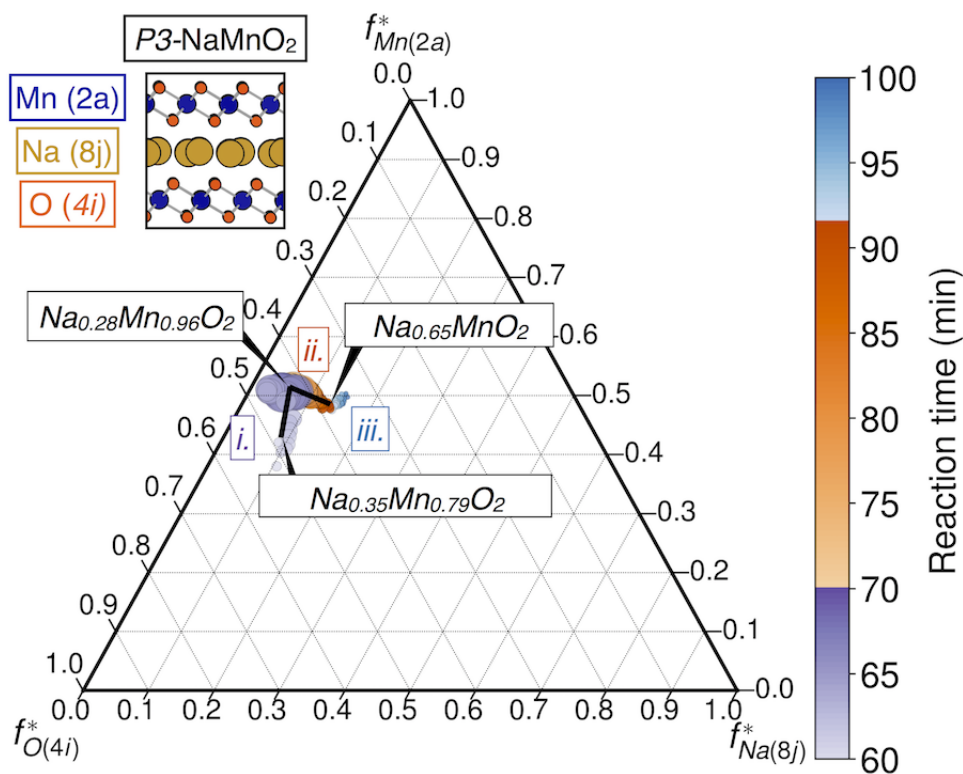 P3-NaMnO2
Mn (2a)
Na (8j)
O (4i)
f*Mn(2a)
0.0
0.1
0.2
0.3
0.4
0.5
0.6
0.7
0.8
0.9
1.0
1.0
0.9
0.8
0.7
0.6
0.5
0.4
0.3
0.2
0.1
0.0
Na0.28Mn0.96O2
Na0.65MnO2
ii.
i.
iii.
Na0.35Mn0.79O2
0.0 0.1 0.2 0.3 0.4 0.5 0.6 0.7 0.8 0.9 1.0
f*O(4i)
f*Na(8j)
100
95
90
85
80
75
70
65
60
Reaction time (min)